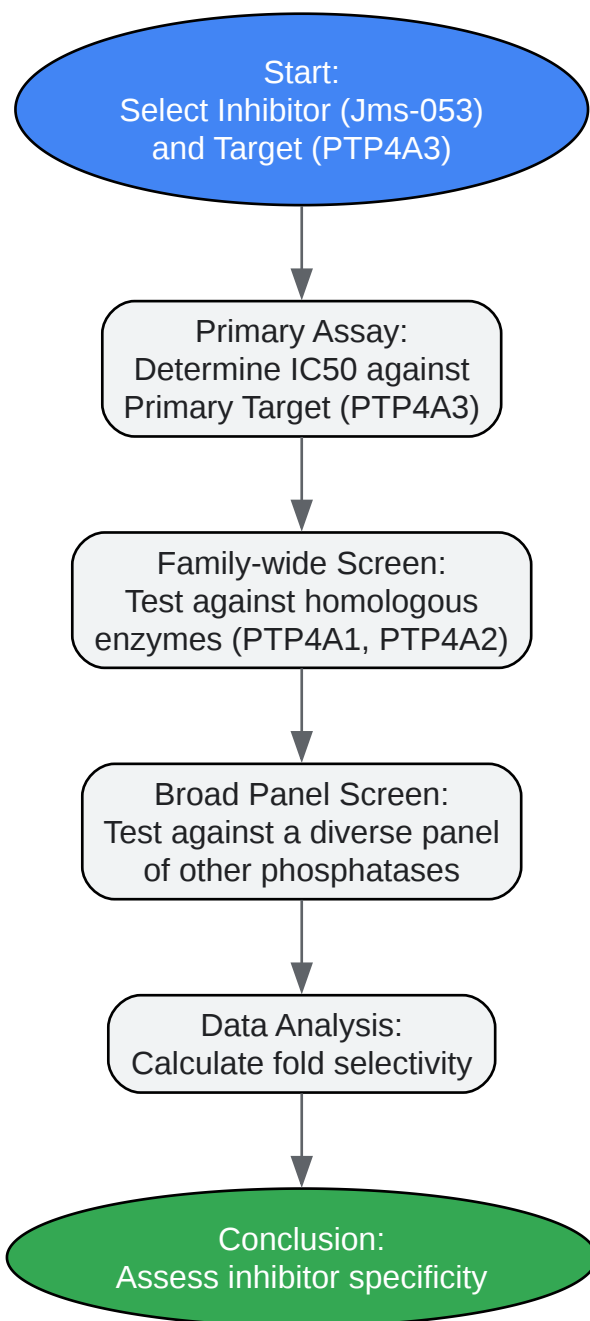 Start:
Select Inhibitor (Jms-053)
and Target (PTP4A3)
Primary Assay:
Determine IC50 against
Primary Target (PTP4A3)
Family-wide Screen:
Test against homologous
enzymes (PTP4A1, PTP4A2)
Broad Panel Screen:
Test against a diverse panel
of other phosphatases
Data Analysis:
Calculate fold selectivity
Conclusion:
Assess inhibitor specificity